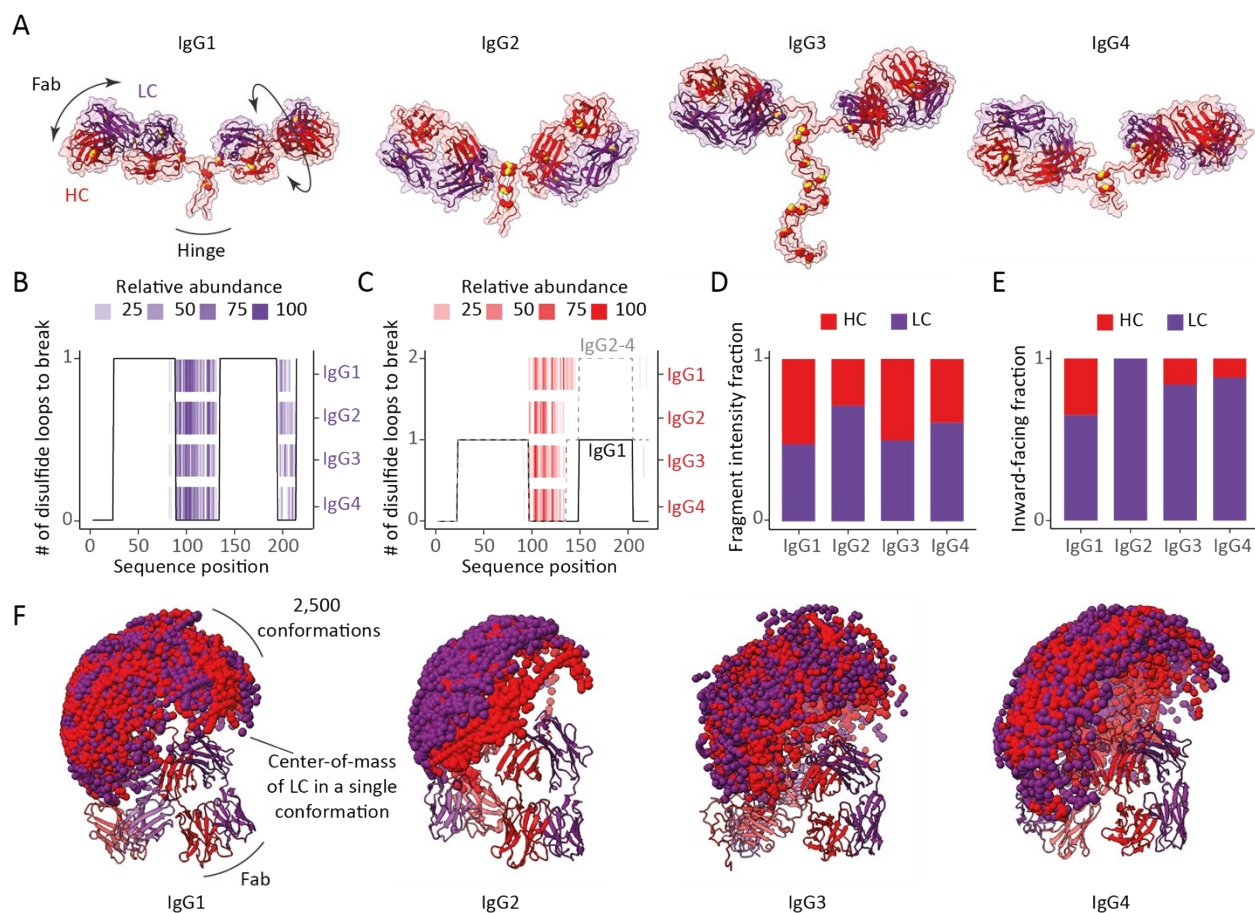 A
IgG1
IgG2
IgG3
IgG4
Fab
LC
HC
Hinge
B
Relative abundance
25 50 75 100
# of disulfide loops to break
1
0
IgG1
IgG2
IgG3
IgG4
0 50 100 150 200
Sequence position
C
Relative abundance
25 50 75 100
# of disulfide loops to break
2
1
0
IgG2-4
IgG1
IgG1
IgG2
IgG3
IgG4
0 50 100 150 200
Sequence position
D
HC LC
Fragment intensity fraction
1
0
IgG1 IgG2 IgG3 IgG4
E
HC LC
Inward-facing fraction
1
0
IgG1 IgG2 IgG3 IgG4
F
2,500
conformations
Center-of-mass
of LC in a single
conformation
Fab
IgG1
IgG2
IgG3
IgG4